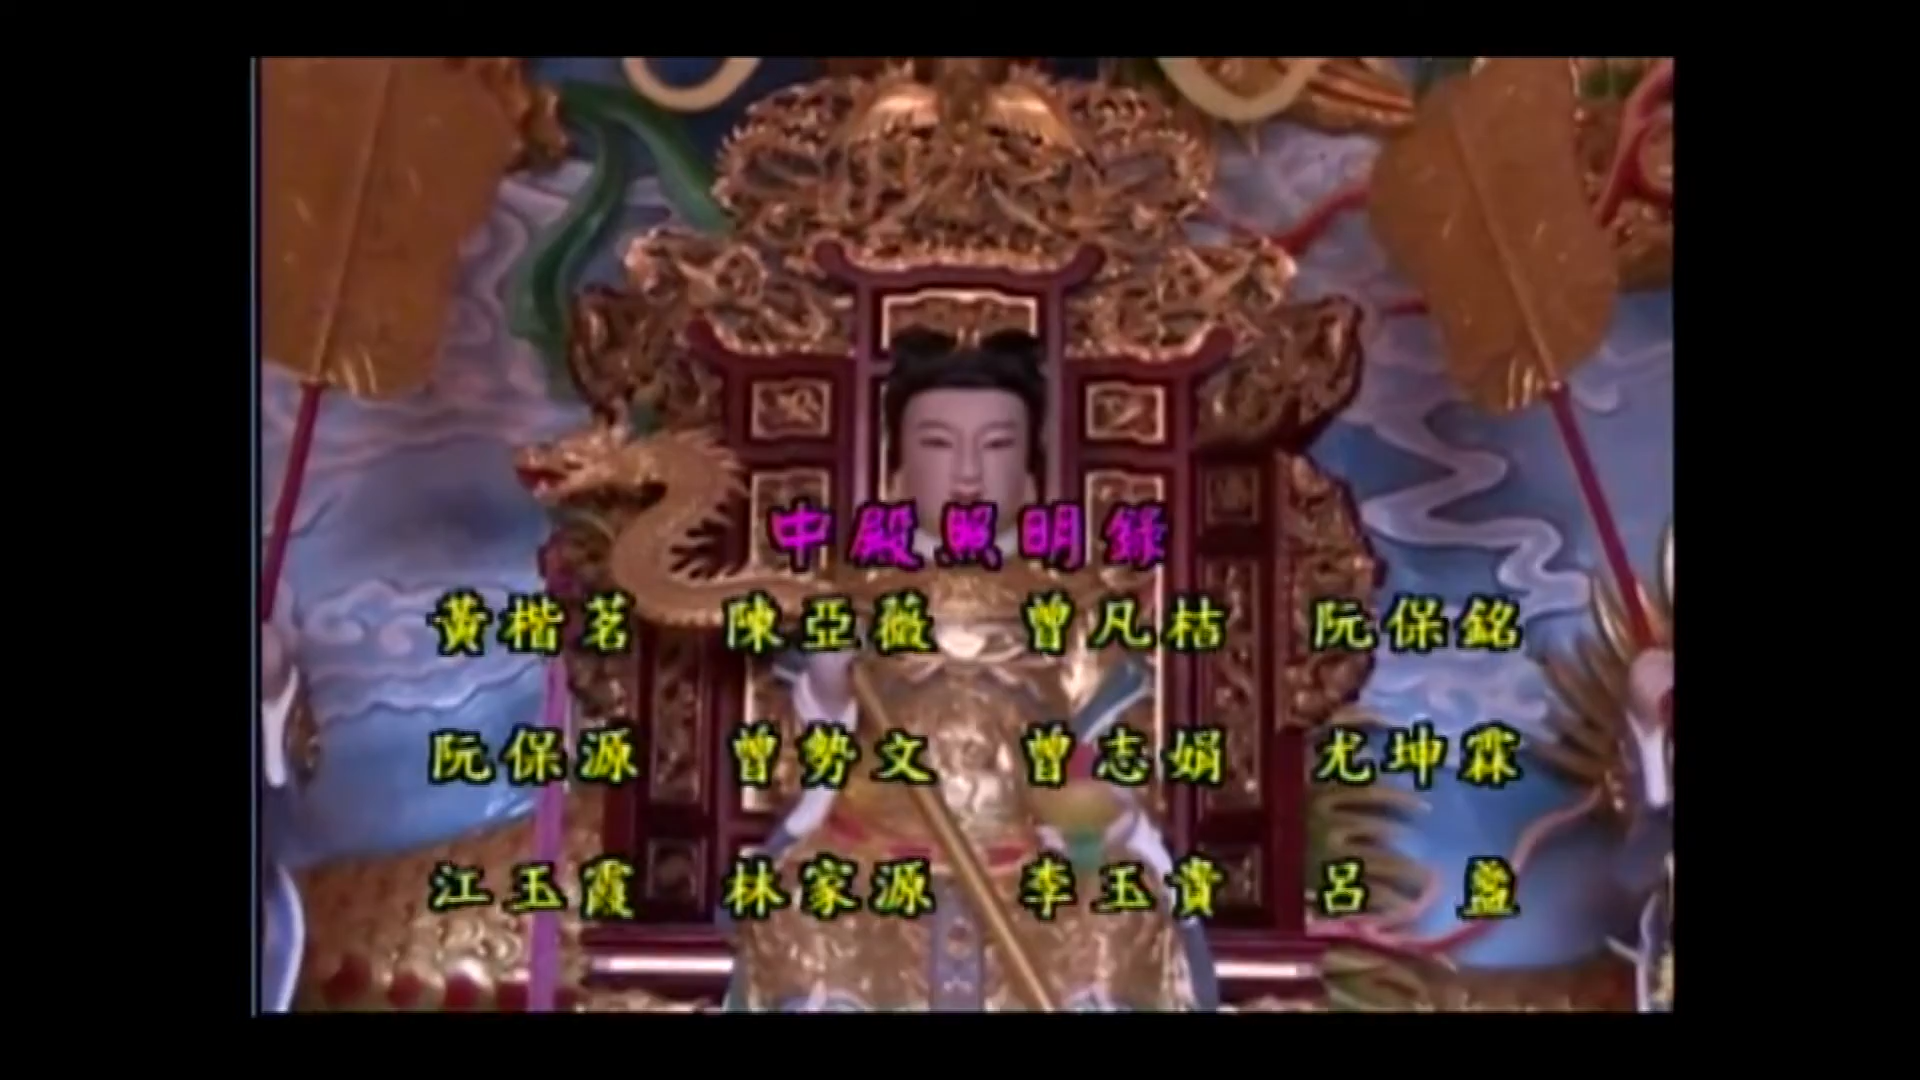 中殿照明錄
黃楷茗 陳亞薇 曾凡桔 阮保銘
阮保源 曾勢文 曾志娟 尤坤霖
江玉霞 林家源 李玉貴 呂 盈